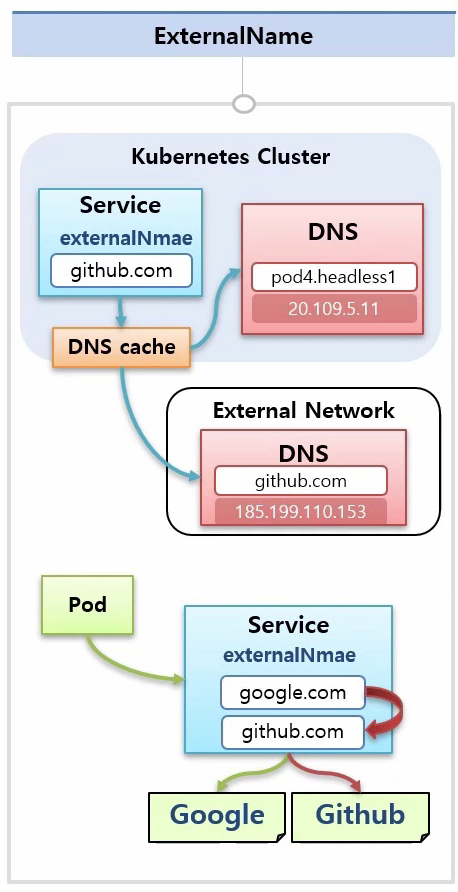 ExternalName
Kubernetes Cluster
Service
externalNmae
github.com
DNS
pod4.headless1
20.109.5.11
DNS cache
External Network
DNS
github.com
185.199.110.153
Pod
Service
externalNmae
google.com
github.com
Google
Github